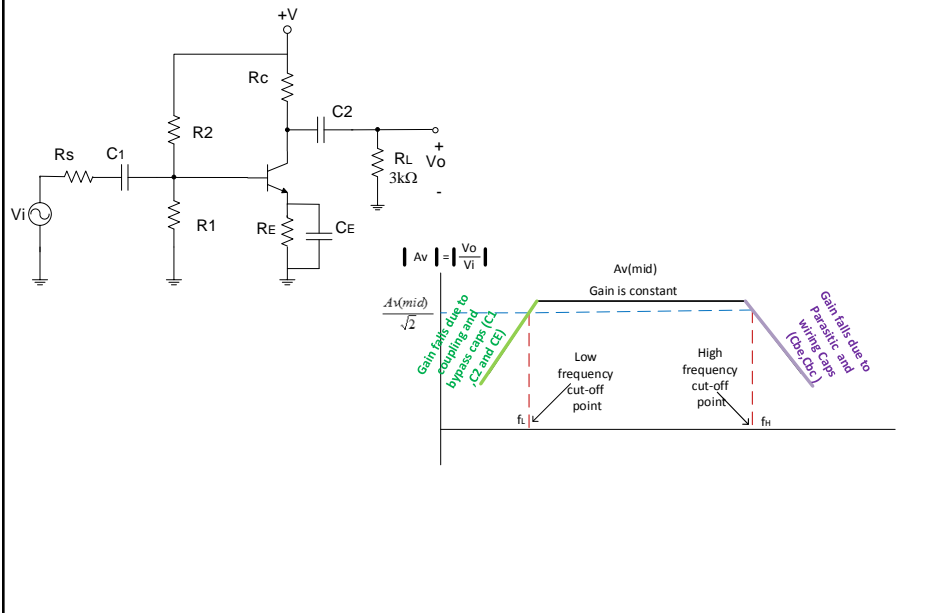 +V
Rc
C2
R2
Rs
C1
+
RL
Vo
3kΩ
-
Vi
R1
RE
CE
| Av | = | Vo
Vi |
Av(mid)
Gain is constant
Av(mid)
√2
Gain falls due to
coupling and
bypass caps (C1
,C2 and CE)
Gain falls due to
Parasitic and
wiring Caps
(Cbe,Cbc )
Low
frequency
cut-off
point
High
frequency
cut-off
point
fL
fH